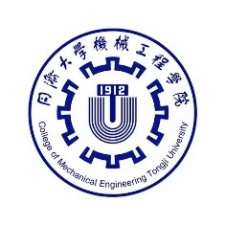 同濟大學機械工程學院
1912
College of Mechanical Engineering Tongji University